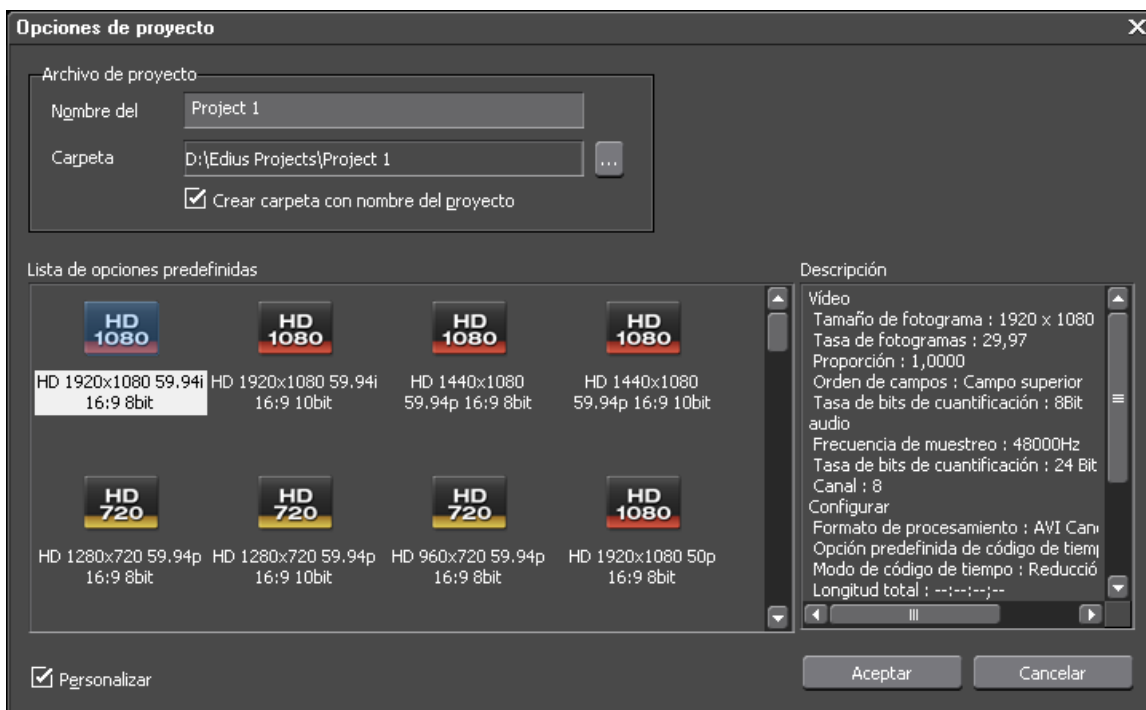 Opciones de proyecto
Archivo de proyecto
Nombre del
Project 1
Carpeta
D:\Edius Projects\Project 1
...
Crear carpeta con nombre del proyecto
Lista de opciones predefinidas
HD 1080
HD 1080
HD 1080
HD 1080
HD 1920x1080 59.94i 16:9 8bit
HD 1920x1080 59.94i 16:9 10bit
HD 1440x1080 59.94p 16:9 8bit
HD 1440x1080 59.94p 16:9 10bit
HD 720
HD 720
HD 720
HD 1080
HD 1280x720 59.94p 16:9 8bit
HD 1280x720 59.94p 16:9 10bit
HD 960x720 59.94p 16:9 8bit
HD 1920x1080 50p 16:9 8bit
Descripción
Vídeo
Tamaño de fotograma : 1920 x 1080
Tasa de fotogramas : 29,97
Proporción : 1,0000
Orden de campos : Campo superior
Tasa de bits de cuantificación : 8Bit
audio
Frecuencia de muestreo : 48000Hz
Tasa de bits de cuantificación : 24 Bit
Canal : 8
Configurar
Formato de procesamiento : AVI Can
Opción predefinida de código de tiem
Modo de código de tiempo : Reducció
Longitud total : --:--:--;--
Personalizar
Aceptar
Cancelar